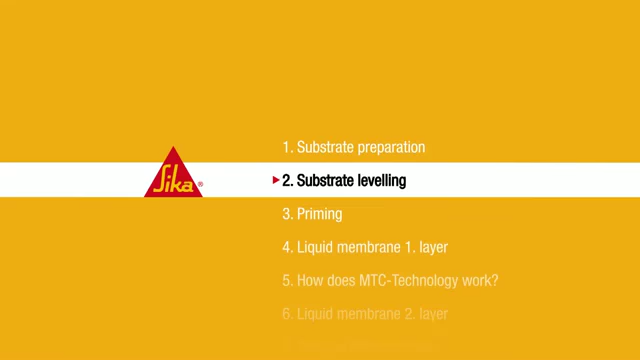 1. Substrate preparation
Sika®
2. Substrate levelling
3. Priming
4. Liquid membrane 1. layer
5. How does MTC-Technology work?
6. Liquid membrane 2. layer